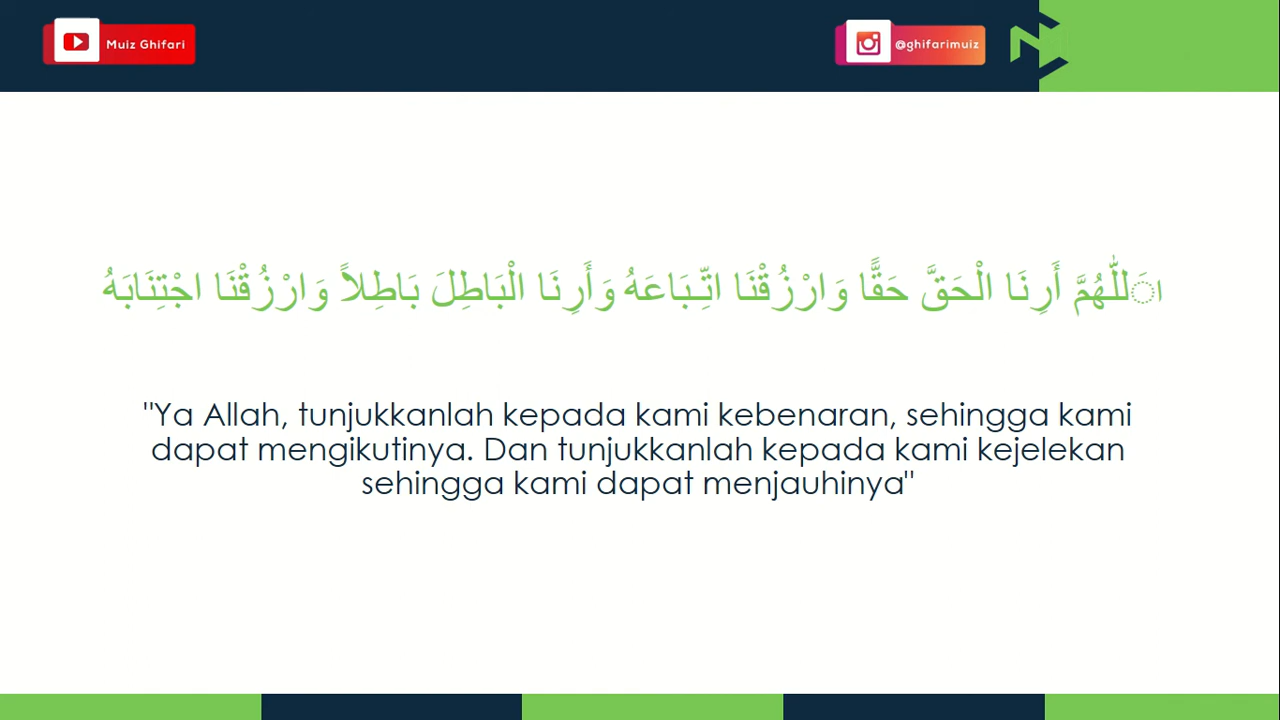 Muiz Ghifari
@ghifarimuiz
اَللّٰهُمَّ أَرِنَا الْحَقَّ حَقًّا وَارْزُقْنَا اتِّـبَاعَهُ وَأَرِنَا الْبَاطِلَ بَاطِلاً وَارْزُقْنَا اجْتِنَابَهُ
"Ya Allah, tunjukkanlah kepada kami kebenaran, sehingga kami
dapat mengikutinya. Dan tunjukkanlah kepada kami kejelekan
sehingga kami dapat menjauhinya"